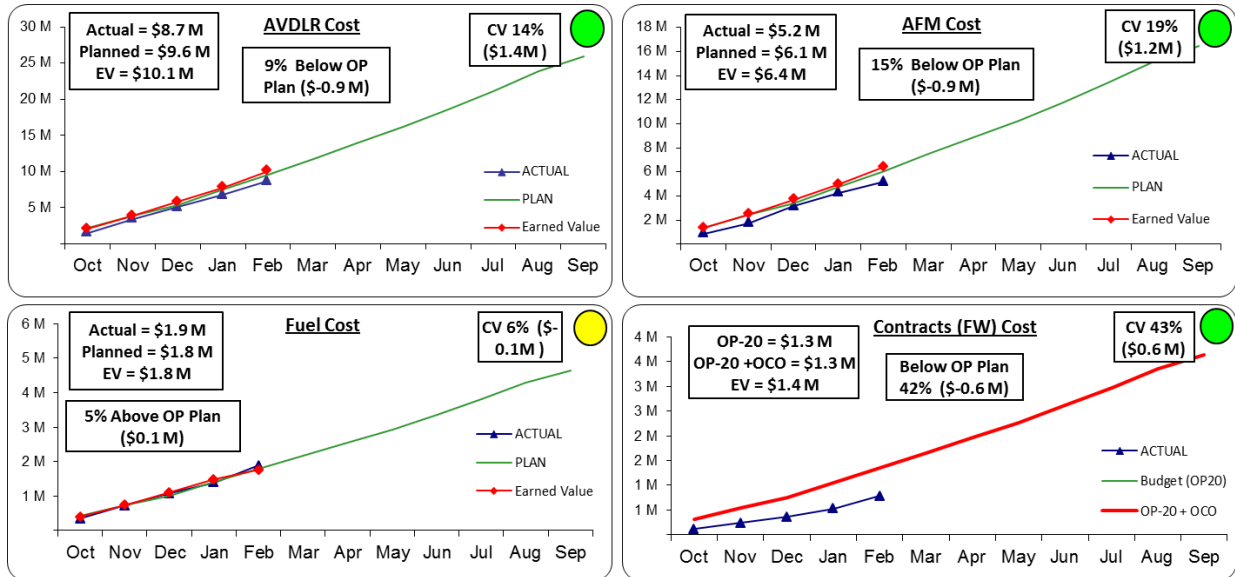 AVDLR Cost
Actual = $8.7 M
Planned = $9.6 M
EV = $10.1 M
9% Below OP
Plan ($-0.9 M)
CV 14%
($1.4M )
30 M
25 M
20 M
15 M
10 M
5 M
ACTUAL
PLAN
Earned Value
Oct Nov Dec Jan Feb Mar Apr May Jun Jul Aug Sep
AFM Cost
Actual = $5.2 M
Planned = $6.1 M
EV = $6.4 M
15% Below OP Plan
($-0.9 M)
CV 19%
($1.2M )
18 M
16 M
14 M
12 M
10 M
8 M
6 M
4 M
2 M
ACTUAL
PLAN
Earned Value
Oct Nov Dec Jan Feb Mar Apr May Jun Jul Aug Sep
Fuel Cost
Actual = $1.9 M
Planned = $1.8 M
EV = $1.8 M
5% Above OP Plan
($0.1 M)
CV 6% ($-
0.1M )
6 M
5 M
4 M
3 M
2 M
1 M
ACTUAL
PLAN
Earned Value
Oct Nov Dec Jan Feb Mar Apr May Jun Jul Aug Sep
Contracts (FW) Cost
OP-20 = $1.3 M
OP-20 +OCO = $1.3 M
EV = $1.4 M
Below OP Plan
42% ($-0.6 M)
CV 43%
($0.6 M)
4 M
4 M
3 M
3 M
2 M
2 M
1 M
1 M
ACTUAL
Budget (OP20)
OP-20 + OCO
Oct Nov Dec Jan Feb Mar Apr May Jun Jul Aug Sep